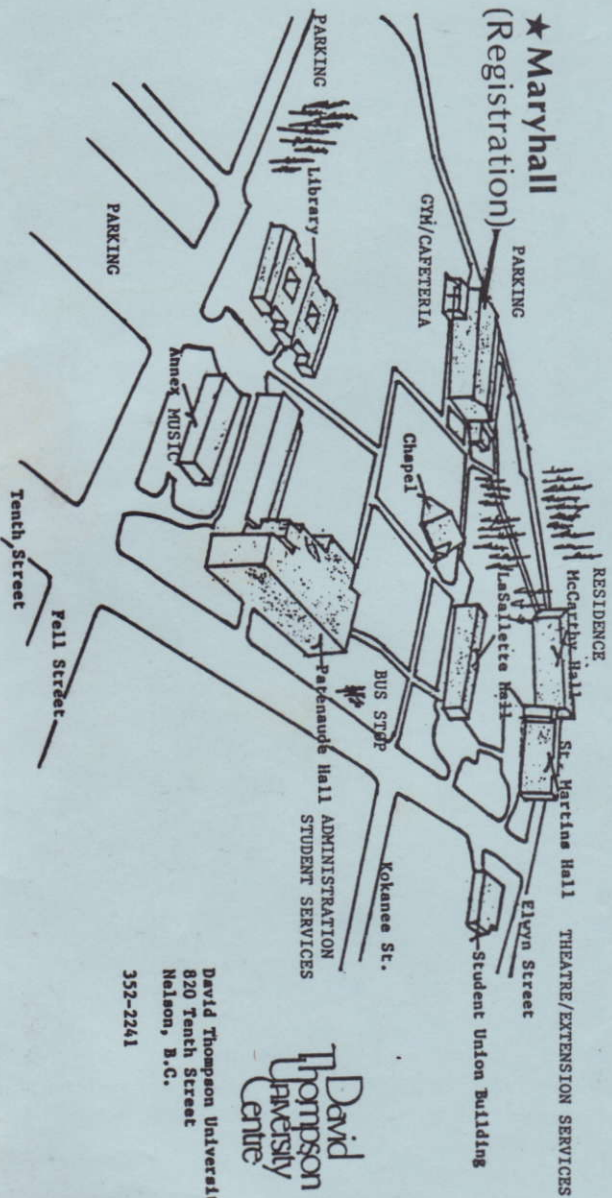 ★ Maryhall
(Registration)
PARKING
GYM/CAFETERIA
PARKING
Library
PARKING
Annex MUSIC
Chapel
RESIDENCE
McCarthy Hall
LaSallette Hall
St. Martins Hall
THEATRE/EXTENSION SERVICES
Elwyn Street
Student Union Building
BUS STOP
Kokanee St.
Patenaude Hall
ADMINISTRATION
STUDENT SERVICES
Tenth Street
Fell Street
David
Thompson
University
Centre
David Thompson Universi
820 Tenth Street
Nelson, B.C.
352-2241